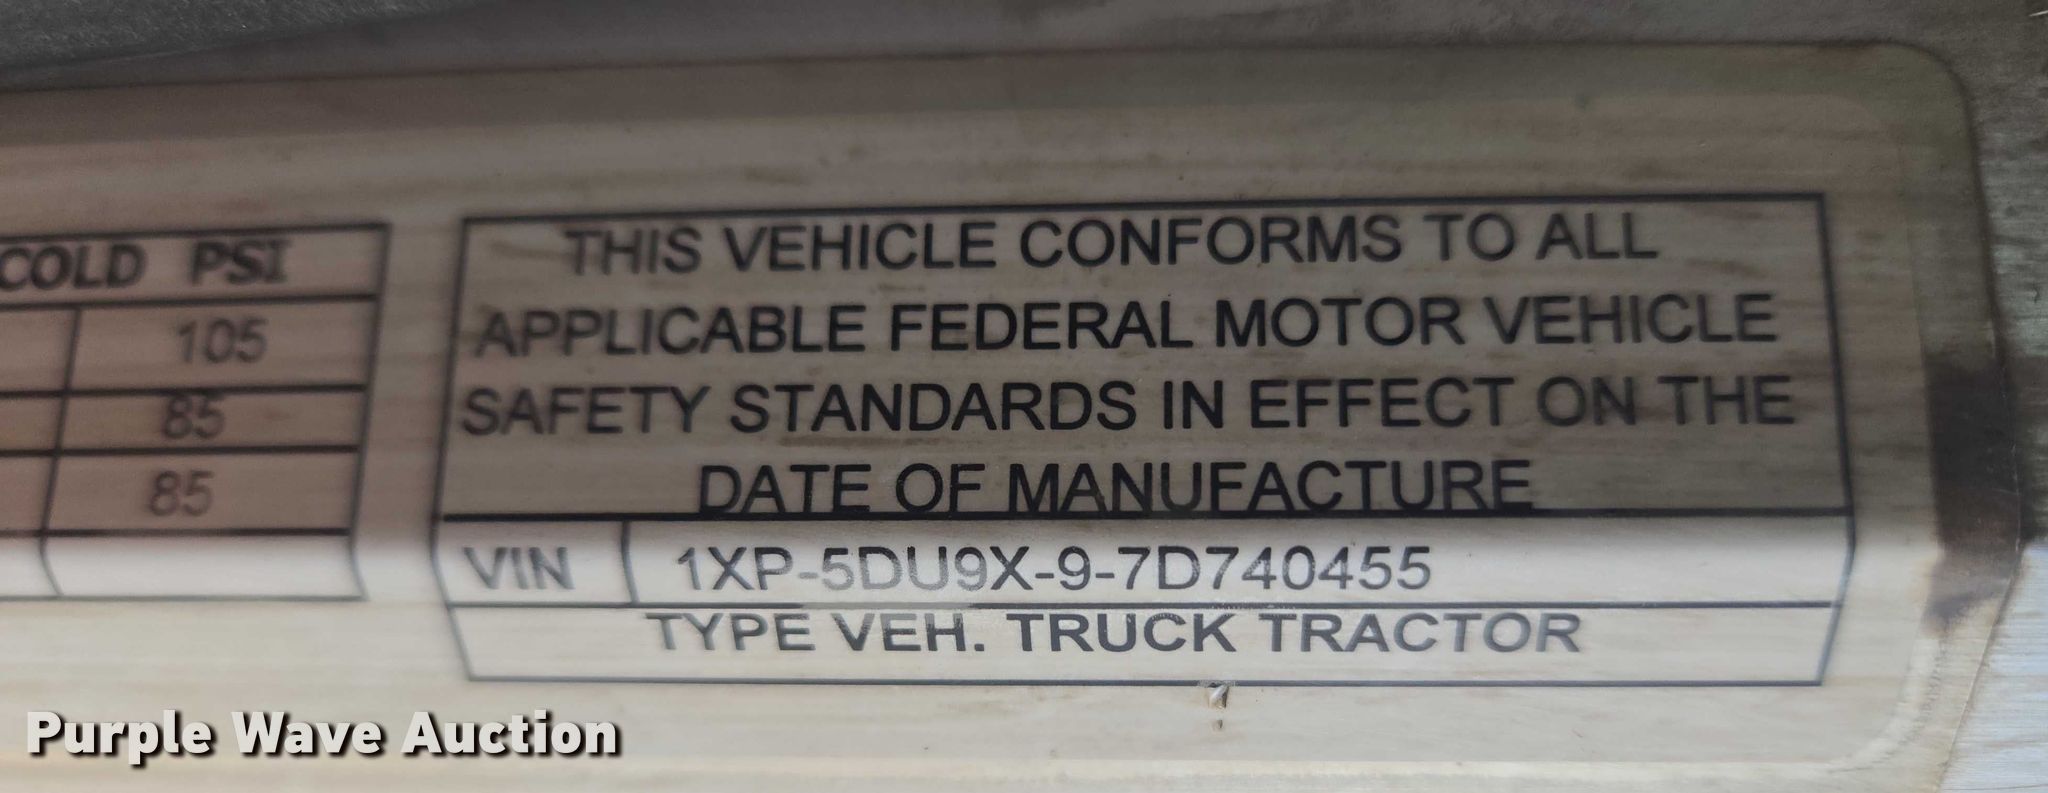 COLD PSI
105
85
85
THIS VEHICLE CONFORMS TO ALL
APPLICABLE FEDERAL MOTOR VEHICLE
SAFETY STANDARDS IN EFFECT ON THE
DATE OF MANUFACTURE
VIN 1XP-5DU9X-9-7D740455
TYPE VEH. TRUCK TRACTOR
Purple Wave Auction